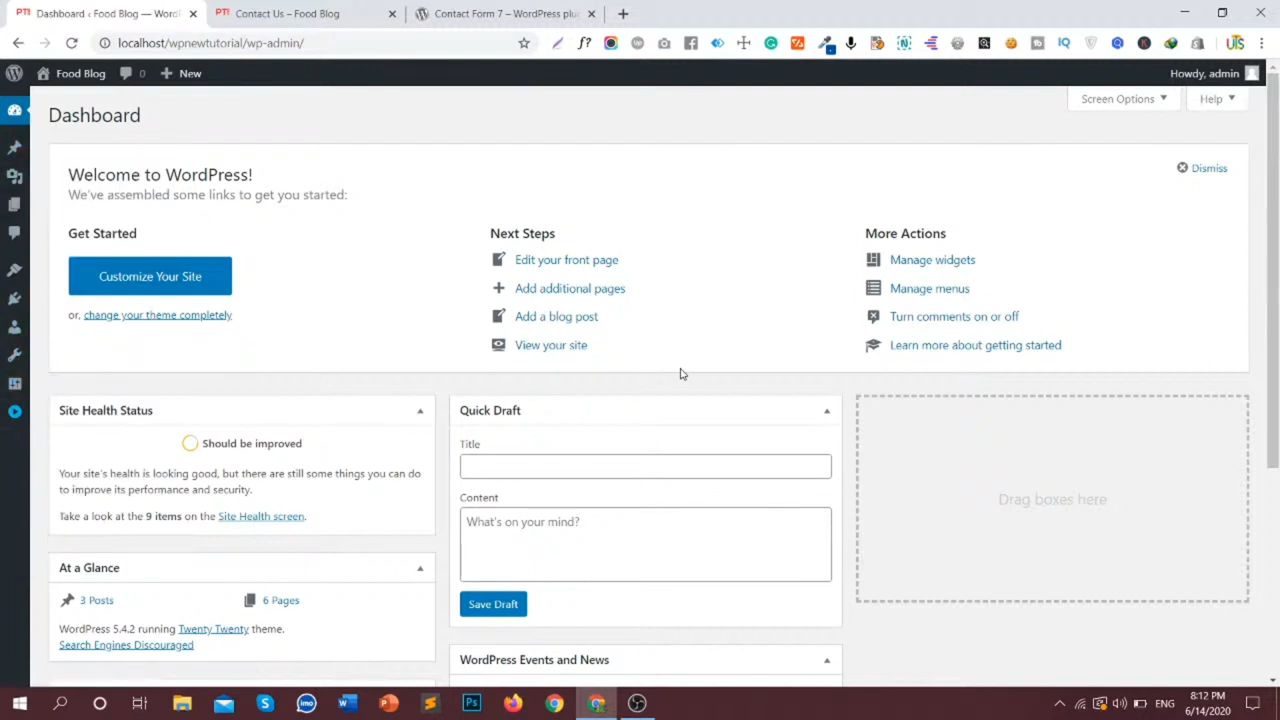 PT! Dashboard ‹ Food Blog — Word
PT! Contact Us – Food Blog
Contact Form 7 – WordPress plu
localhost/wpnewtutorial/wp-admin/
Food Blog
0
New
Howdy, admin
Dashboard
Screen Options
Help
Welcome to WordPress!
Dismiss
We've assembled some links to get you started:
Get Started
Next Steps
More Actions
Customize Your Site
Edit your front page
Manage widgets
Add additional pages
Manage menus
or, change your theme completely
Add a blog post
Turn comments on or off
View your site
Learn more about getting started
Site Health Status
Should be improved
Your site's health is looking good, but there are still some things you can do
to improve its performance and security.
Take a look at the 9 items on the Site Health screen.
Quick Draft
Title
Content
What's on your mind?
Save Draft
Drag boxes here
At a Glance
3 Posts
6 Pages
WordPress 5.4.2 running Twenty Twenty theme.
Search Engines Discouraged
WordPress Events and News
ENG
8:12 PM
6/14/2020